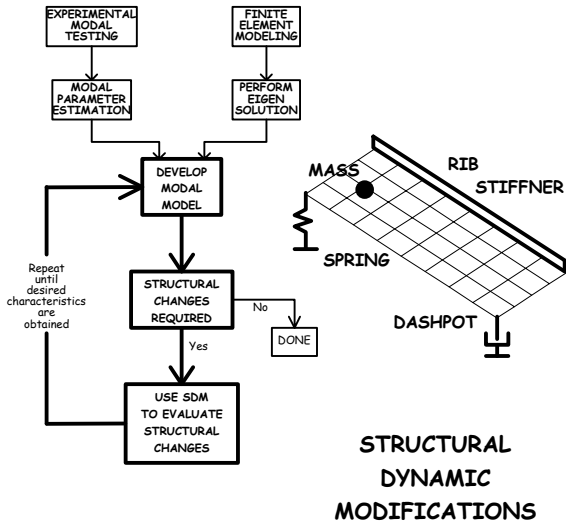 EXPERIMENTAL
MODAL
TESTING
FINITE
ELEMENT
MODELING
MODAL
PARAMETER
ESTIMATION
PERFORM
EIGEN
SOLUTION
DEVELOP
MODAL
MODEL
Repeat
until
desired
characteristics
are
obtained
STRUCTURAL
CHANGES
REQUIRED
No
DONE
Yes
USE SDM
TO EVALUATE
STRUCTURAL
CHANGES
MASS
RIB
STIFFNER
SPRING
DASHPOT
STRUCTURAL
DYNAMIC
MODIFICATIONS